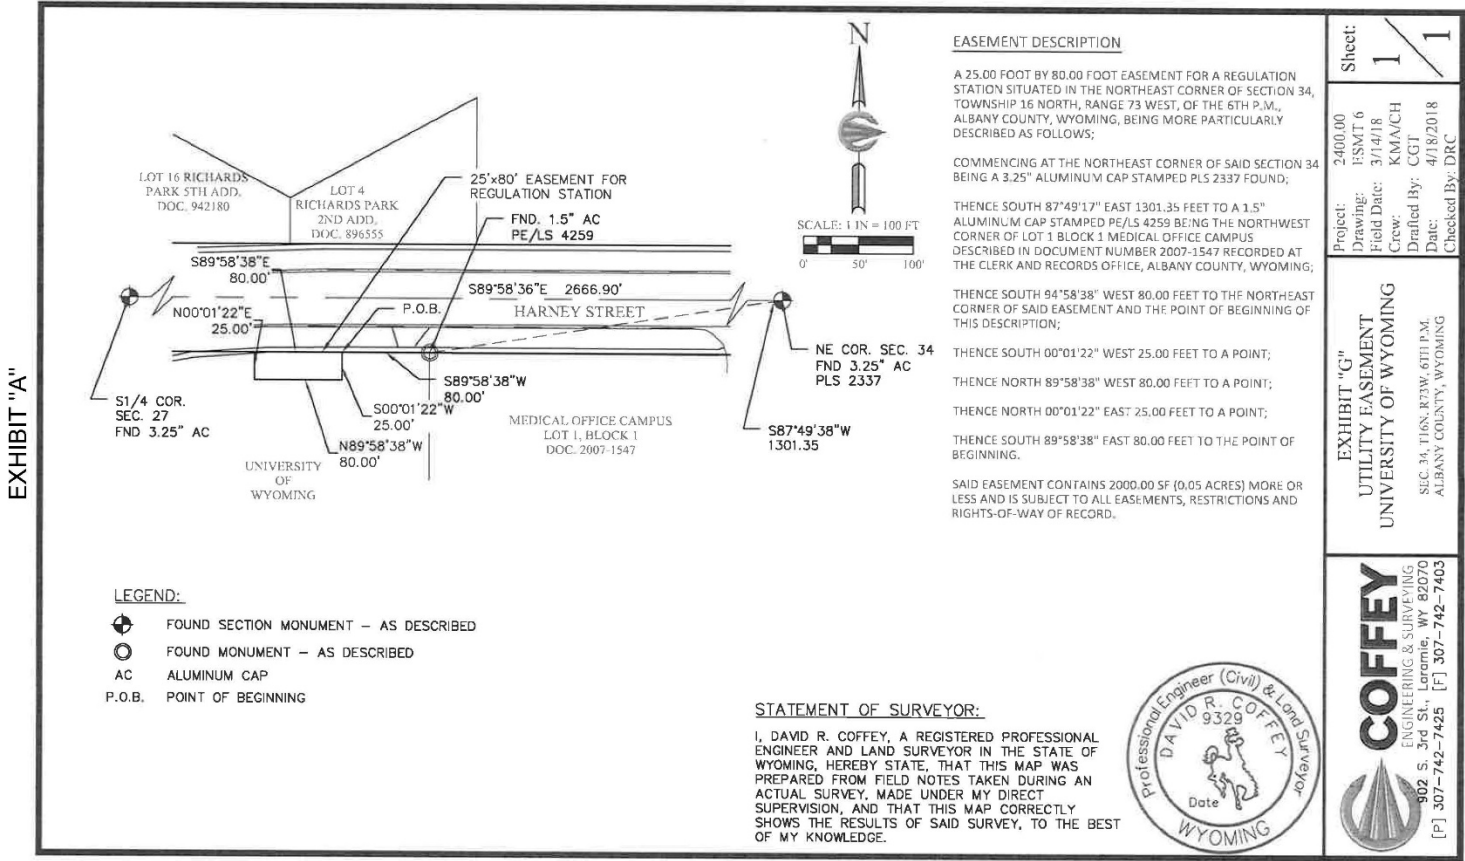 EXHIBIT "A"
N
LOT 16 RICHARDS
PARK 5TH ADD.
DOC. 942180
LOT 4
RICHARDS PARK
2ND ADD.
DOC. 896555
25'x80' EASEMENT FOR
REGULATION STATION
FND. 1.5" AC
PE/LS 4259
SCALE: 1 IN = 100 FT
0'
50'
100'
S89°58'38"E
80.00'
S89°58'36"E 2666.90'
HARNEY STREET
N00°01'22"E
25.00'
P.O.B.
S1/4 COR.
SEC. 27
FND 3.25" AC
NE COR. SEC. 34
FND 3.25" AC
PLS 2337
S89°58'38"W
80.00'
S00°01'22"W
25.00'
N89°58'38"W
80.00'
S87°49'38"W
1301.35
MEDICAL OFFICE CAMPUS
LOT 1, BLOCK 1
DOC. 2007-1547
UNIVERSITY
OF
WYOMING
EASEMENT DESCRIPTION
A 25.00 FOOT BY 80.00 FOOT EASEMENT FOR A REGULATION
STATION SITUATED IN THE NORTHEAST CORNER OF SECTION 34,
TOWNSHIP 16 NORTH, RANGE 73 WEST, OF THE 6TH P.M.,
ALBANY COUNTY, WYOMING, BEING MORE PARTICULARLY
DESCRIBED AS FOLLOWS;
COMMENCING AT THE NORTHEAST CORNER OF SAID SECTION 34
BEING A 3.25" ALUMINUM CAP STAMPED PLS 2337 FOUND;
THENCE SOUTH 87°49'17" EAST 1301.35 FEET TO A 1.5"
ALUMINUM CAP STAMPED PE/LS 4259 BEING THE NORTHWEST
CORNER OF LOT 1 BLOCK 1 MEDICAL OFFICE CAMPUS
DESCRIBED IN DOCUMENT NUMBER 2007-1547 RECORDED AT
THE CLERK AND RECORDS OFFICE, ALBANY COUNTY, WYOMING;
THENCE SOUTH 94°58'38" WEST 80.00 FEET TO THE NORTHEAST
CORNER OF SAID EASEMENT AND THE POINT OF BEGINNING OF
THIS DESCRIPTION;
THENCE SOUTH 00°01'22" WEST 25.00 FEET TO A POINT;
THENCE NORTH 89°58'38" WEST 80.00 FEET TO A POINT;
THENCE NORTH 00°01'22" EAST 25.00 FEET TO A POINT;
THENCE SOUTH 89°58'38" EAST 80.00 FEET TO THE POINT OF
BEGINNING.
SAID EASEMENT CONTAINS 2000.00 SF (0.05 ACRES) MORE OR
LESS AND IS SUBJECT TO ALL EASEMENTS, RESTRICTIONS AND
RIGHTS-OF-WAY OF RECORD.
LEGEND:
FOUND SECTION MONUMENT – AS DESCRIBED
FOUND MONUMENT – AS DESCRIBED
AC ALUMINUM CAP
P.O.B. POINT OF BEGINNING
STATEMENT OF SURVEYOR:
I, DAVID R. COFFEY, A REGISTERED PROFESSIONAL
ENGINEER AND LAND SURVEYOR IN THE STATE OF
WYOMING, HEREBY STATE, THAT THIS MAP WAS
PREPARED FROM FIELD NOTES TAKEN DURING AN
ACTUAL SURVEY, MADE UNDER MY DIRECT
SUPERVISION, AND THAT THIS MAP CORRECTLY
SHOWS THE RESULTS OF SAID SURVEY, TO THE BEST
OF MY KNOWLEDGE.
Professional Engineer (Civil) & Land Surveyor
DAVID R. COFFEY
9329
Date
WYOMING
Sheet:
1/1
Project: 2400.00
Drawing: ESMT 6
Field Date: 3/14/18
Crew: KMA/CH
Drafted By: CGT
Date: 4/18/2018
Checked By: DRC
EXHIBIT "G"
UTILITY EASEMENT
UNIVERSITY OF WYOMING
SEC. 34, T16N, R73W, 6TH P.M.
ALBANY COUNTY, WYOMING
COFFEY
ENGINEERING & SURVEYING
902 S. 3rd St., Laramie, WY 82070
[P] 307-742-7425 [F] 307-742-7403